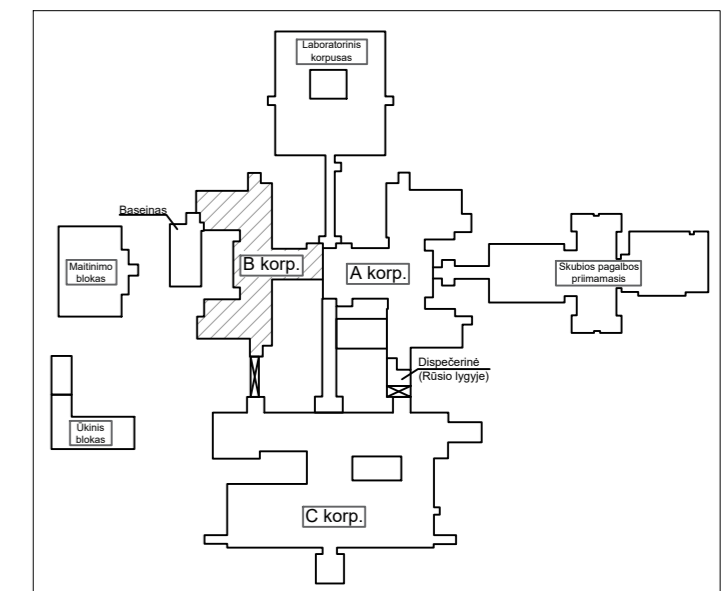 Laboratorinis
korpusas
Baseinas
Maitinimo
blokas
B korp.
A korp.
Skubios pagalbos
priimamasis
Dispečerinė
(Rūsio lygyje)
Ūkinis
blokas
C korp.